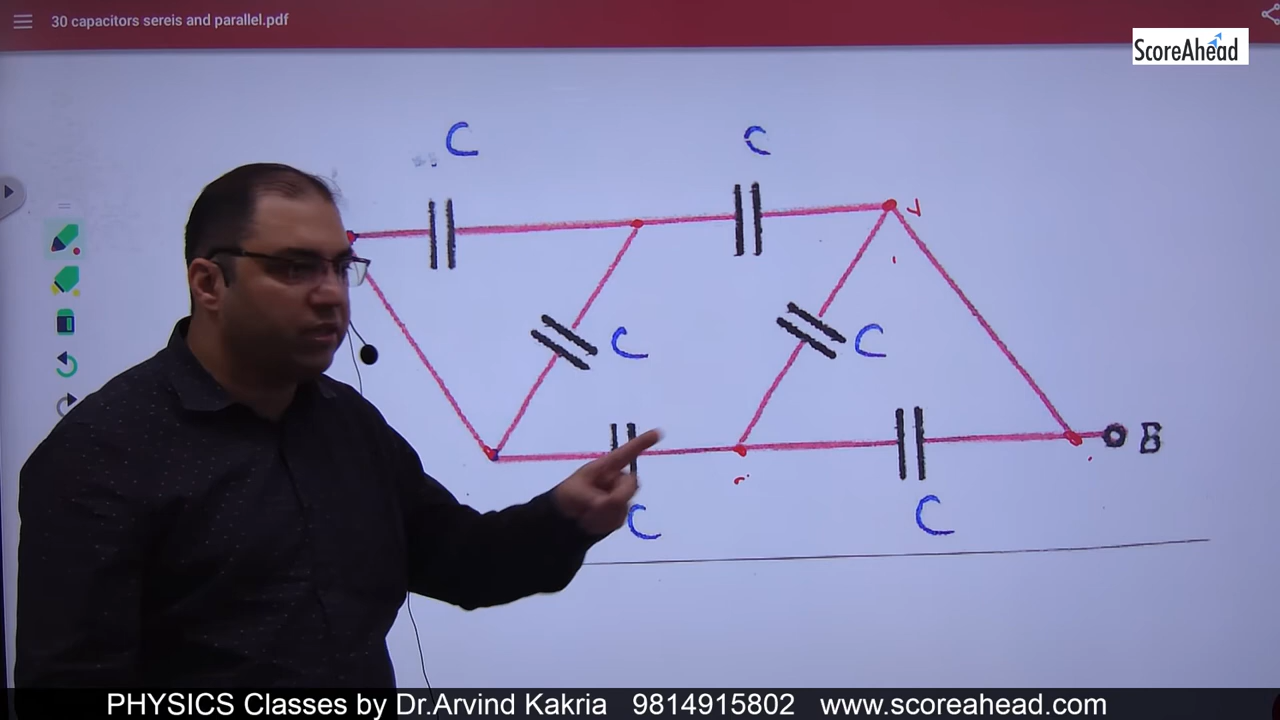 30 capacitors sereis and parallel.pdf
ScoreAhead
C
C
C
C
B
C
C
PHYSICS Classes by Dr.Arvind Kakria 9814915802 www.scoreahead.com